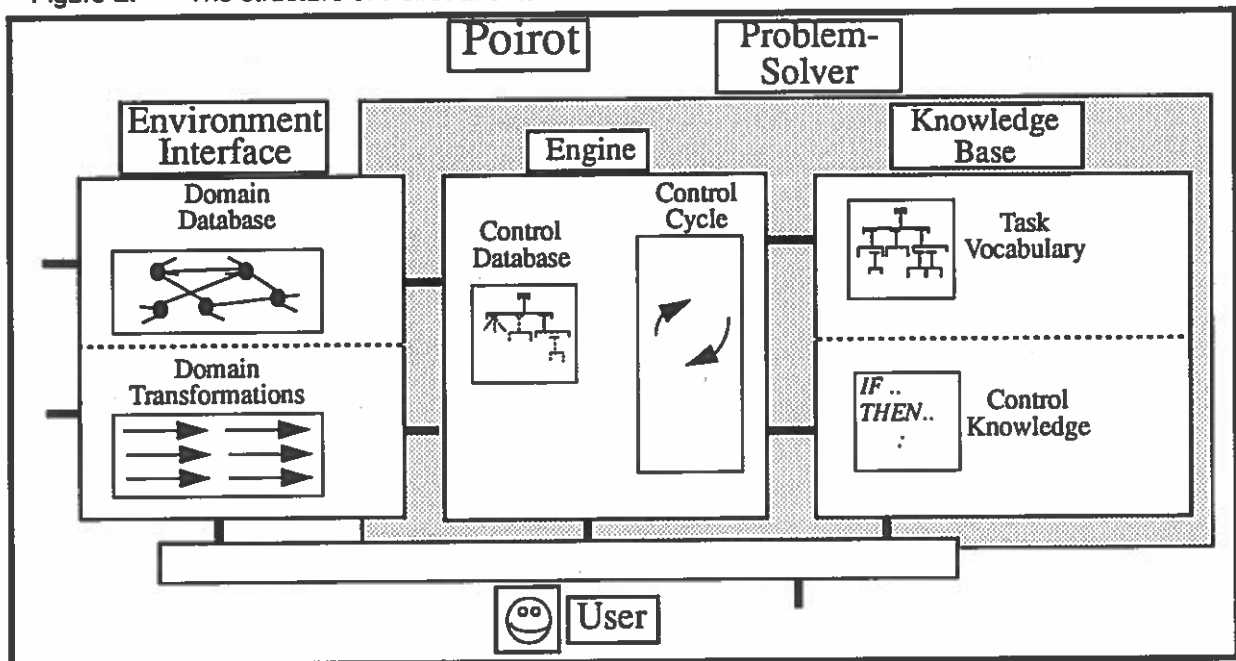 Poirot
Problem-
Solver
Environment
Interface
Engine
Knowledge
Base
Domain
Database
Control
Database
Control
Cycle
Task
Vocabulary
Domain
Transformations
IF ..
THEN..
:
Control
Knowledge
User